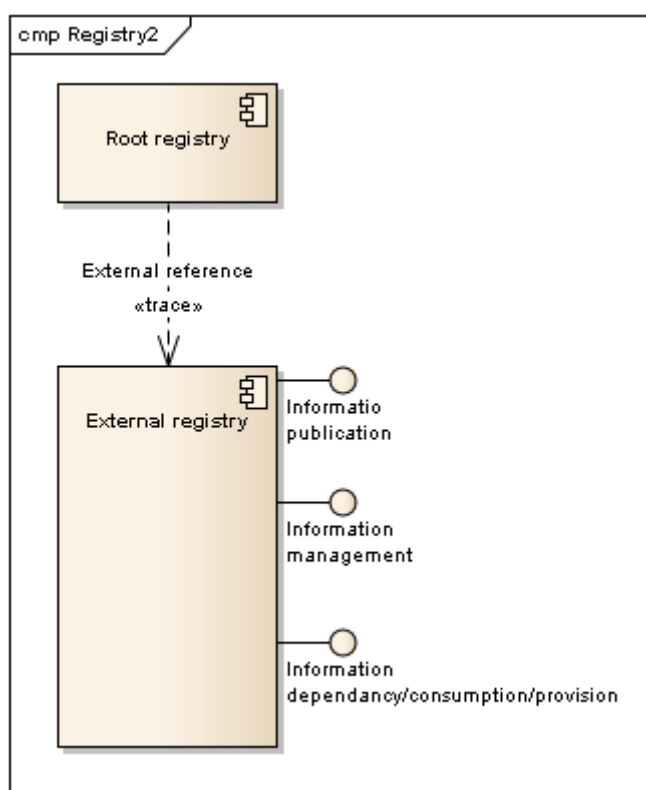 cmp Registry2
Root registry
External reference
«trace»
External registry
Informatio
publication
Information
management
Information
dependancy/consumption/provision